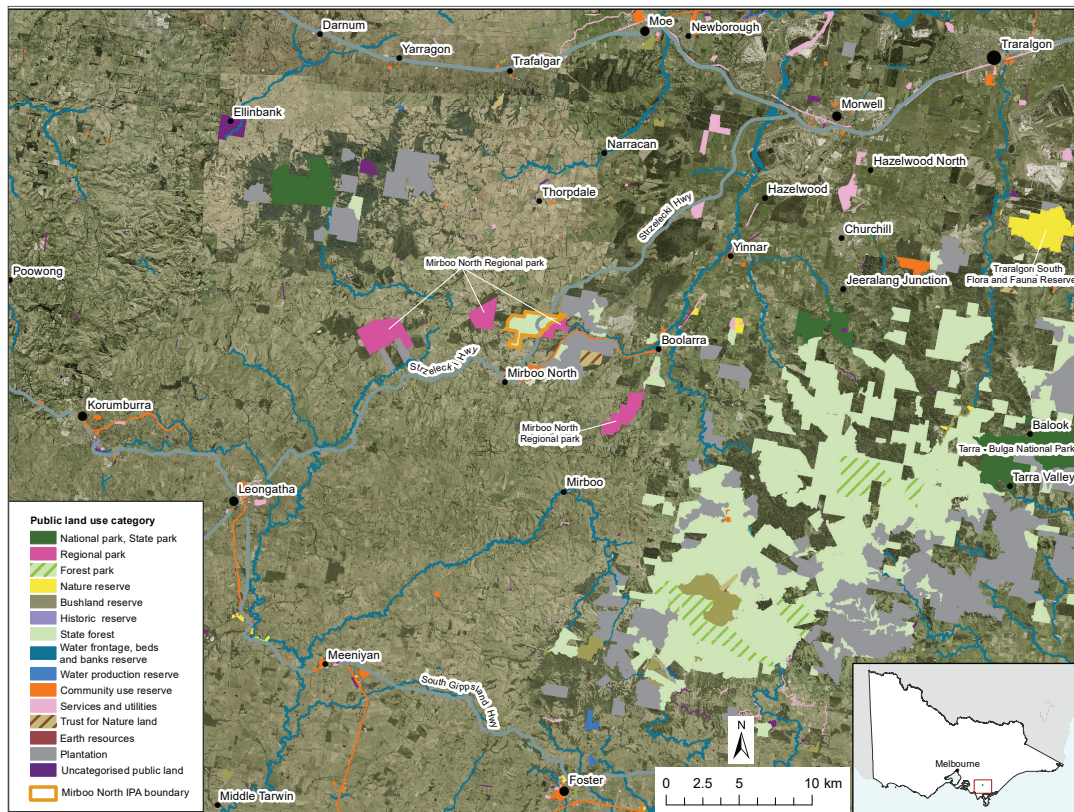 Darnum
Yarragon
Trafalgar
Moe
Newborough
Traralgon
Ellinbank
Morwell
Narracan
Hazelwood North
Thorpdale
Hazelwood
Strzelecki Hwy
Churchill
Yinnar
Poowong
Mirboo North Regional park
Traralgon South
Flora and Fauna Reserve
Jeeralang Junction
Boolarra
Strzelecki Hwy
Mirboo North
Korumburra
Mirboo North
Regional park
Balook
Tarra - Bulga National Park
Tarra Valley
Leongatha
Mirboo
Meeniyan
South Gippsland Hwy
Foster
Middle Tarwin
Public land use category
National park, State park
Regional park
Forest park
Nature reserve
Bushland reserve
Historic reserve
State forest
Water frontage, beds
and banks reserve
Water production reserve
Community use reserve
Services and utilities
Trust for Nature land
Earth resources
Plantation
Uncategorised public land
Mirboo North IPA boundary
N
0 2.5 5 10 km
Melbourne